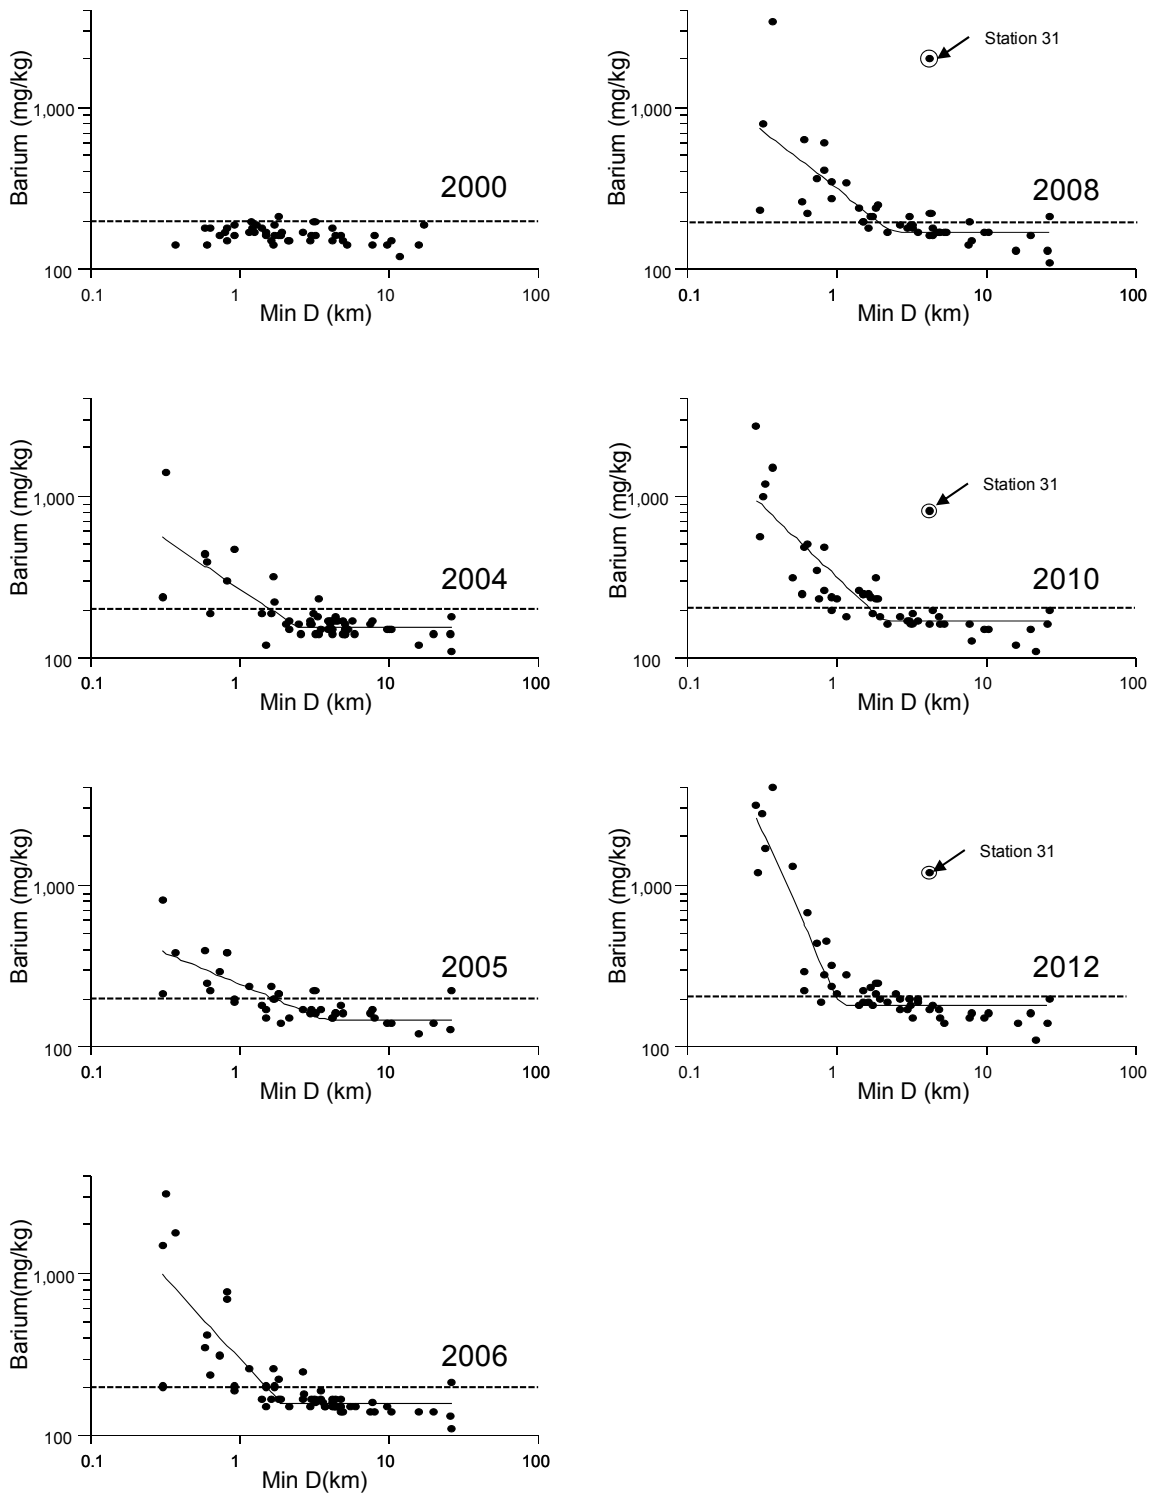 Barium (mg/kg)
1,000
100
2000
0.1 1 10 100
Min D (km)
Barium (mg/kg)
1,000
100
2004
0.1 1 10 100
Min D (km)
Barium (mg/kg)
1,000
100
2005
0.1 1 10 100
Min D (km)
Barium(mg/kg)
1,000
100
2006
0.1 1 10 100
Min D(km)
Barium (mg/kg)
1,000
100
Station 31
2008
0.1 1 10 100
Min D (km)
Barium (mg/kg)
1,000
100
Station 31
2010
0.1 1 10 100
Min D (km)
Barium (mg/kg)
1,000
100
Station 31
2012
0.1 1 10 100
Min D (km)